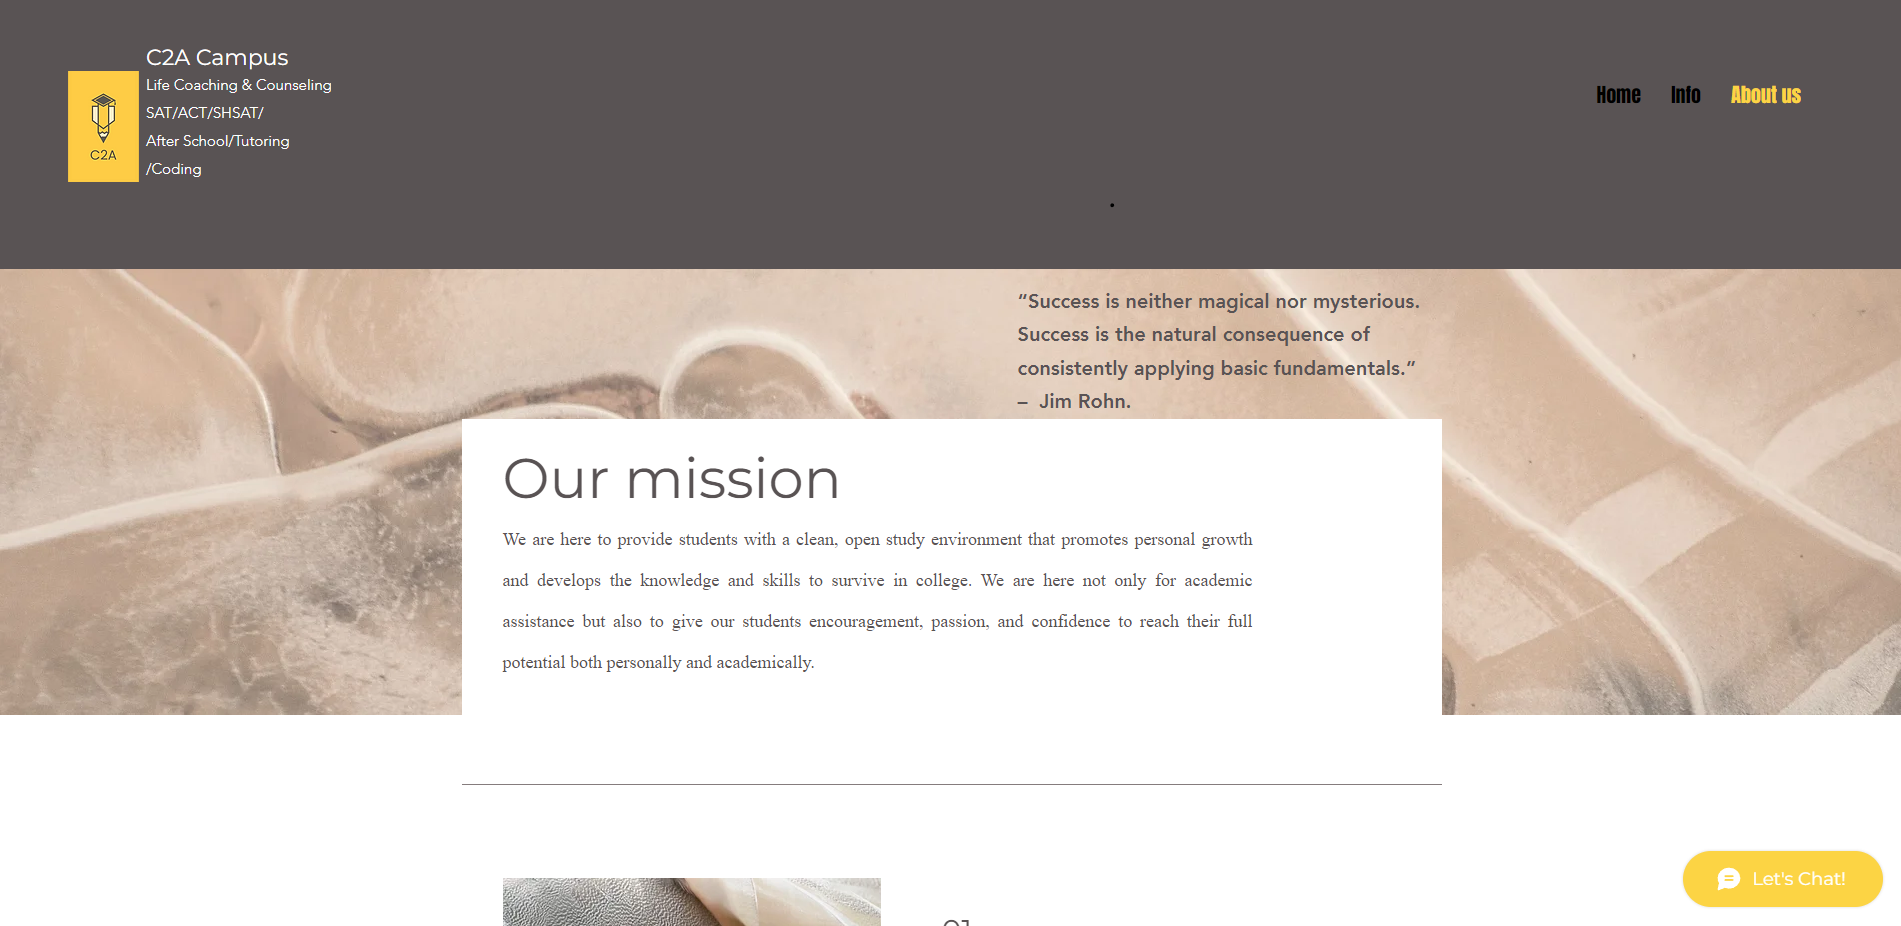 C2A Campus
Life Coaching & Counseling
SAT/ACT/SHSAT/
After School/Tutoring
/Coding
C2A
Home Info About us
.
“Success is neither magical nor mysterious.
Success is the natural consequence of
consistently applying basic fundamentals.”
– Jim Rohn.
Our mission
We are here to provide students with a clean, open study environment that promotes personal growth
and develops the knowledge and skills to survive in college. We are here not only for academic
assistance but also to give our students encouragement, passion, and confidence to reach their full
potential both personally and academically.
01
Let's Chat!